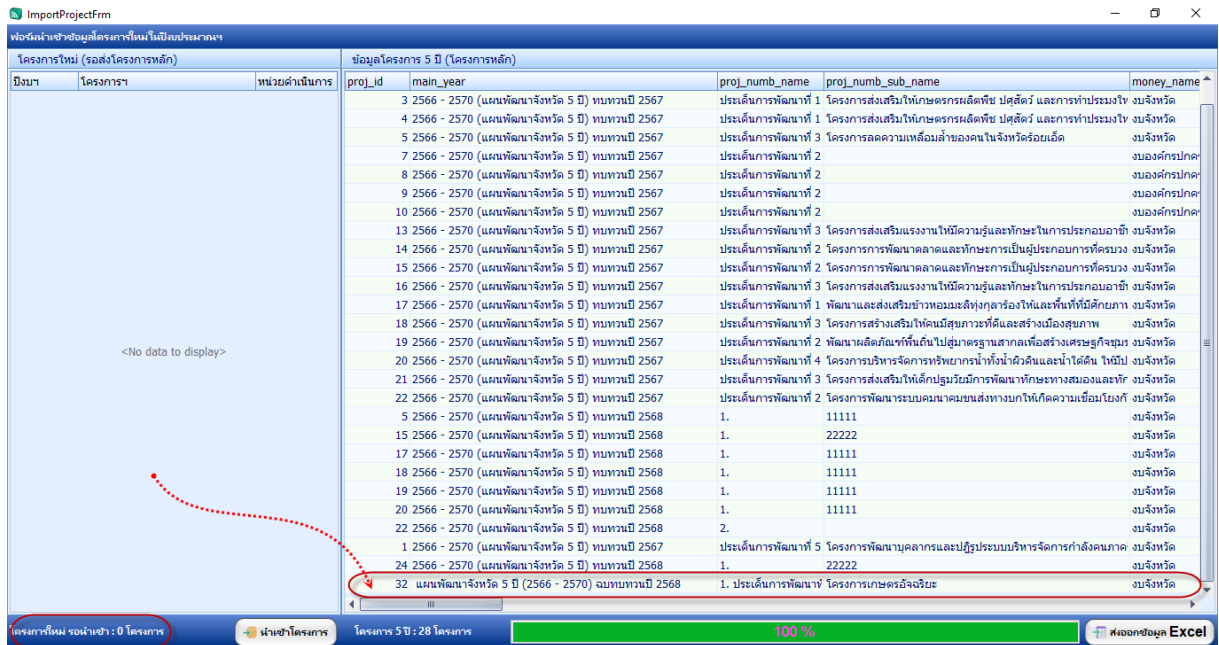 ImportProjectFrm
ฟอร์มนำเข้าข้อมูลโครงการใหม่ในปีงบประมาณฯ
โครงการใหม่ (รอส่งโครงการหลัก)
ข้อมูลโครงการ 5 ปี (โครงการหลัก)
ปีงบฯ โครงการฯ หน่วยดำเนินการ proj_id main_year proj_numb_name proj_numb_sub_name money_name
3 2566 - 2570 (แผนพัฒนาจังหวัด 5 ปี) ทบทวนปี 2567 ประเด็นการพัฒนาที่ 1 โครงการส่งเสริมให้เกษตรกรผลิตพืช ปศุสัตว์ และการทำประมงให งบจังหวัด
4 2566 - 2570 (แผนพัฒนาจังหวัด 5 ปี) ทบทวนปี 2567 ประเด็นการพัฒนาที่ 1 โครงการส่งเสริมให้เกษตรกรผลิตพืช ปศุสัตว์ และการทำประมงให งบจังหวัด
5 2566 - 2570 (แผนพัฒนาจังหวัด 5 ปี) ทบทวนปี 2567 ประเด็นการพัฒนาที่ 3 โครงการลดความเหลื่อมล้ำของคนในจังหวัดร้อยเอ็ด งบจังหวัด
7 2566 - 2570 (แผนพัฒนาจังหวัด 5 ปี) ทบทวนปี 2567 ประเด็นการพัฒนาที่ 2 งบองค์กรปกค
8 2566 - 2570 (แผนพัฒนาจังหวัด 5 ปี) ทบทวนปี 2567 ประเด็นการพัฒนาที่ 2 งบองค์กรปกค
9 2566 - 2570 (แผนพัฒนาจังหวัด 5 ปี) ทบทวนปี 2567 ประเด็นการพัฒนาที่ 2 งบองค์กรปกค
10 2566 - 2570 (แผนพัฒนาจังหวัด 5 ปี) ทบทวนปี 2567 ประเด็นการพัฒนาที่ 2 งบองค์กรปกค
13 2566 - 2570 (แผนพัฒนาจังหวัด 5 ปี) ทบทวนปี 2567 ประเด็นการพัฒนาที่ 3 โครงการส่งเสริมแรงงานให้มีความรู้และทักษะในการประกอบอาชี งบจังหวัด
14 2566 - 2570 (แผนพัฒนาจังหวัด 5 ปี) ทบทวนปี 2567 ประเด็นการพัฒนาที่ 2 โครงการการพัฒนาตลาดและทักษะการเป็นผู้ประกอบการที่ครบวง งบจังหวัด
15 2566 - 2570 (แผนพัฒนาจังหวัด 5 ปี) ทบทวนปี 2567 ประเด็นการพัฒนาที่ 2 โครงการการพัฒนาตลาดและทักษะการเป็นผู้ประกอบการที่ครบวง งบจังหวัด
16 2566 - 2570 (แผนพัฒนาจังหวัด 5 ปี) ทบทวนปี 2567 ประเด็นการพัฒนาที่ 3 โครงการส่งเสริมแรงงานให้มีความรู้และทักษะในการประกอบอาชี งบจังหวัด
17 2566 - 2570 (แผนพัฒนาจังหวัด 5 ปี) ทบทวนปี 2567 ประเด็นการพัฒนาที่ 1 พัฒนาและส่งเสริมข้าวหอมมะลิทุ่งกุลาร้องไห้และพื้นที่ที่มีศักยภาพ งบจังหวัด
18 2566 - 2570 (แผนพัฒนาจังหวัด 5 ปี) ทบทวนปี 2567 ประเด็นการพัฒนาที่ 3 โครงการสร้างเสริมให้คนมีสุขภาวะที่ดีและสร้างเมืองสุขภาพ งบจังหวัด
19 2566 - 2570 (แผนพัฒนาจังหวัด 5 ปี) ทบทวนปี 2567 ประเด็นการพัฒนาที่ 2 พัฒนาผลิตภัณฑ์พื้นถิ่นไปสู่มาตรฐานสากลเพื่อสร้างเศรษฐกิจชุมช งบจังหวัด
<No data to display>
20 2566 - 2570 (แผนพัฒนาจังหวัด 5 ปี) ทบทวนปี 2567 ประเด็นการพัฒนาที่ 4 โครงการบริหารจัดการทรัพยากรน้ำทั้งน้ำผิวดินและน้ำใต้ดิน ให้มีป งบจังหวัด
21 2566 - 2570 (แผนพัฒนาจังหวัด 5 ปี) ทบทวนปี 2567 ประเด็นการพัฒนาที่ 3 โครงการส่งเสริมให้เด็กปฐมวัยมีการพัฒนาทักษะทางสมองและทัก งบจังหวัด
22 2566 - 2570 (แผนพัฒนาจังหวัด 5 ปี) ทบทวนปี 2567 ประเด็นการพัฒนาที่ 2 โครงการพัฒนาระบบคมนาคมขนส่งทางบกให้เกิดความเชื่อมโยงกั งบจังหวัด
5 2566 - 2570 (แผนพัฒนาจังหวัด 5 ปี) ทบทวนปี 2568 1. 11111 งบจังหวัด
15 2566 - 2570 (แผนพัฒนาจังหวัด 5 ปี) ทบทวนปี 2568 1. 22222 งบจังหวัด
17 2566 - 2570 (แผนพัฒนาจังหวัด 5 ปี) ทบทวนปี 2568 1. 11111 งบจังหวัด
18 2566 - 2570 (แผนพัฒนาจังหวัด 5 ปี) ทบทวนปี 2568 1. 11111 งบจังหวัด
19 2566 - 2570 (แผนพัฒนาจังหวัด 5 ปี) ทบทวนปี 2568 1. 11111 งบจังหวัด
20 2566 - 2570 (แผนพัฒนาจังหวัด 5 ปี) ทบทวนปี 2568 1. 11111 งบจังหวัด
22 2566 - 2570 (แผนพัฒนาจังหวัด 5 ปี) ทบทวนปี 2568 2. งบจังหวัด
1 2566 - 2570 (แผนพัฒนาจังหวัด 5 ปี) ทบทวนปี 2567 ประเด็นการพัฒนาที่ 5 โครงการพัฒนาบุคลากรและปฏิรูประบบบริหารจัดการกำลังคนภาค งบจังหวัด
24 2566 - 2570 (แผนพัฒนาจังหวัด 5 ปี) ทบทวนปี 2568 1. 22222 งบจังหวัด
32 แผนพัฒนาจังหวัด 5 ปี (2566 - 2570) ฉบทบทวนปี 2568 1. ประเด็นการพัฒนาท โครงการเกษตรอัจฉริยะ งบจังหวัด
โครงการใหม่ รอนำเข้า : 0 โครงการ นำเข้าโครงการ โครงการ 5 ปี : 28 โครงการ 100 % ส่งออกข้อมูล Excel